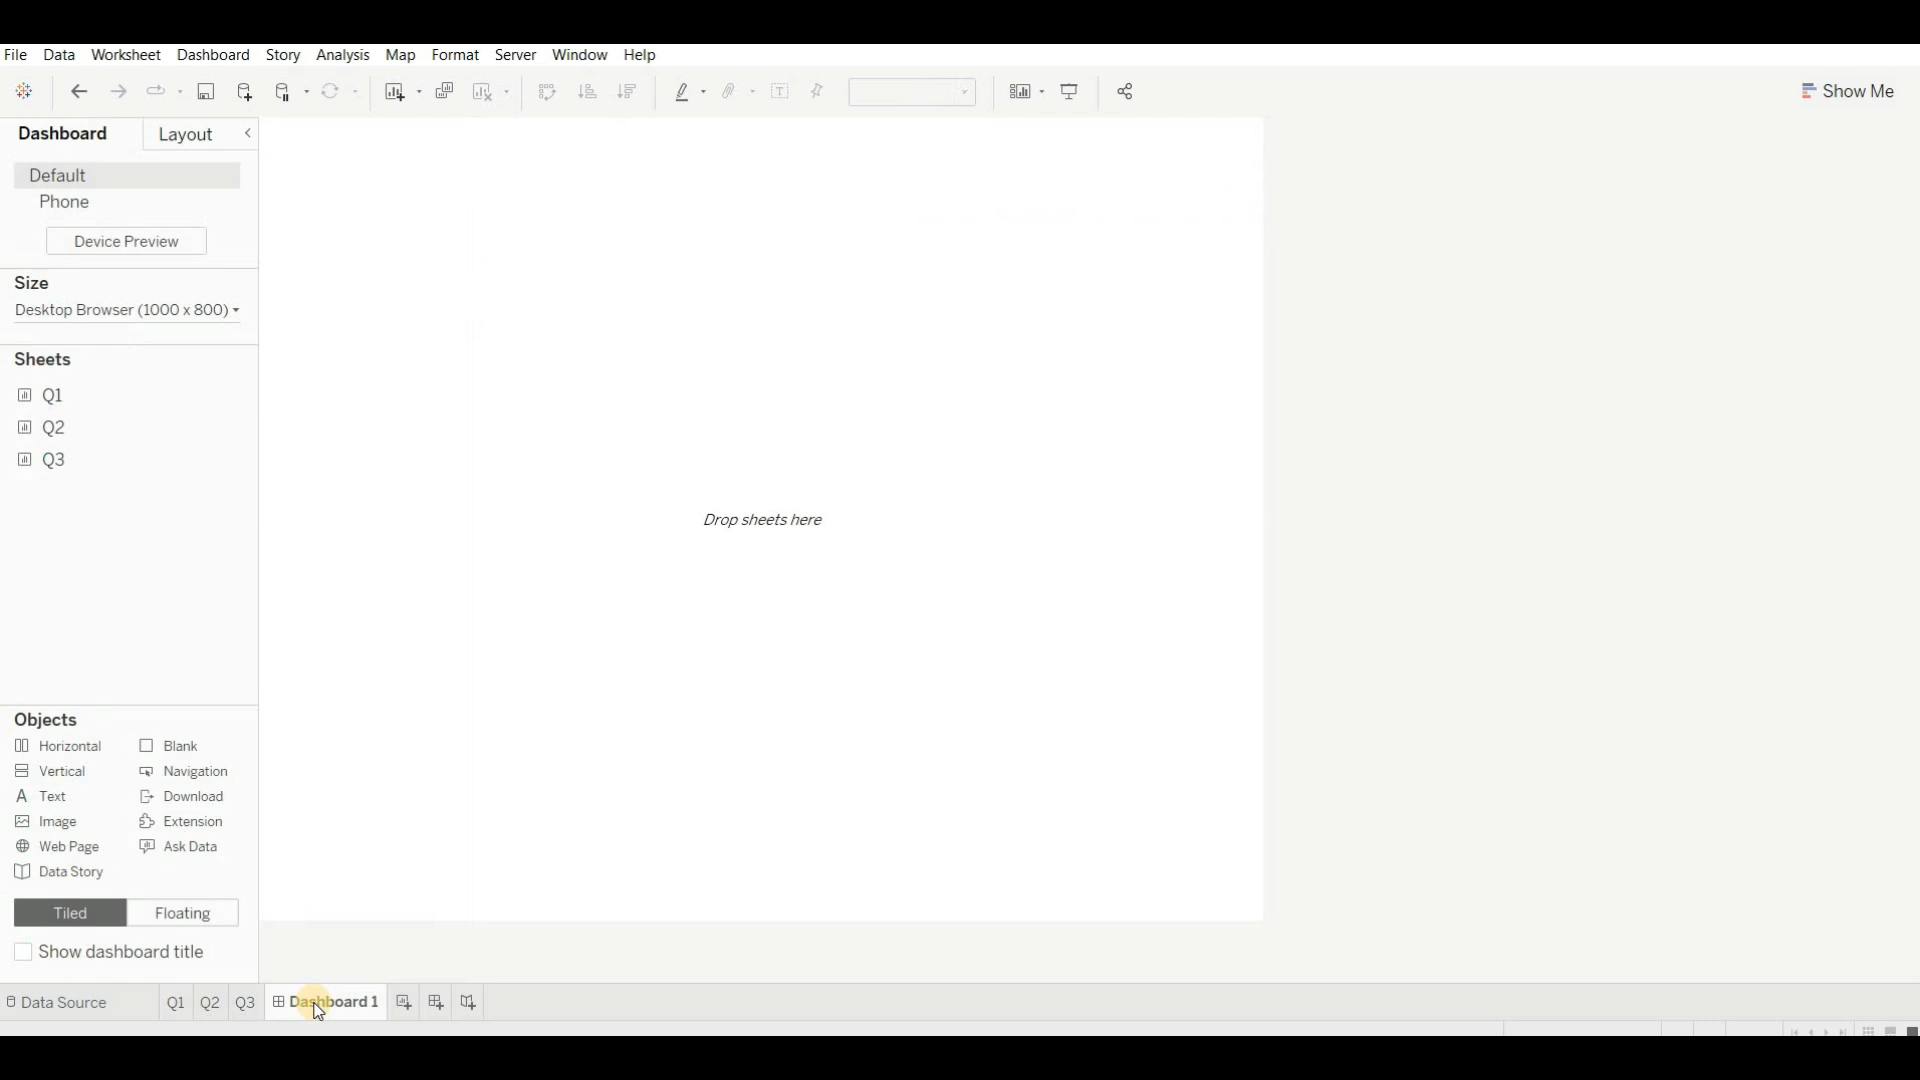 File Data Worksheet Dashboard Story Analysis Map Format Server Window Help
Show Me
Dashboard Layout
Default
Phone
Device Preview
Size
Desktop Browser (1000 x 800)
Sheets
Q1
Q2
Q3
Objects
Horizontal Blank
Vertical Navigation
Text Download
Image Extension
Web Page Ask Data
Data Story
Tiled Floating
Show dashboard title
Drop sheets here
Data Source Q1 Q2 Q3 Dashboard 1